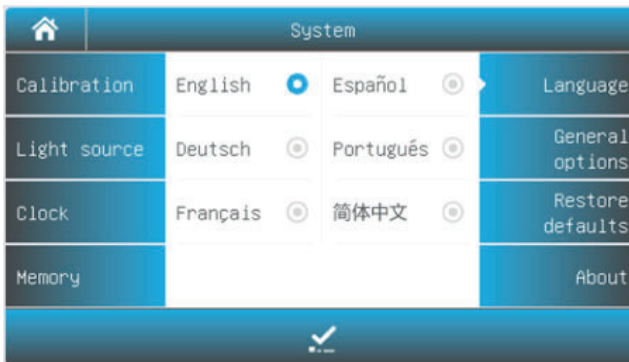 System
Calibration
English
Español
Language
Light source
Deutsch
Português
General
options
Clock
Français
简体中文
Restore
defaults
Memory
About